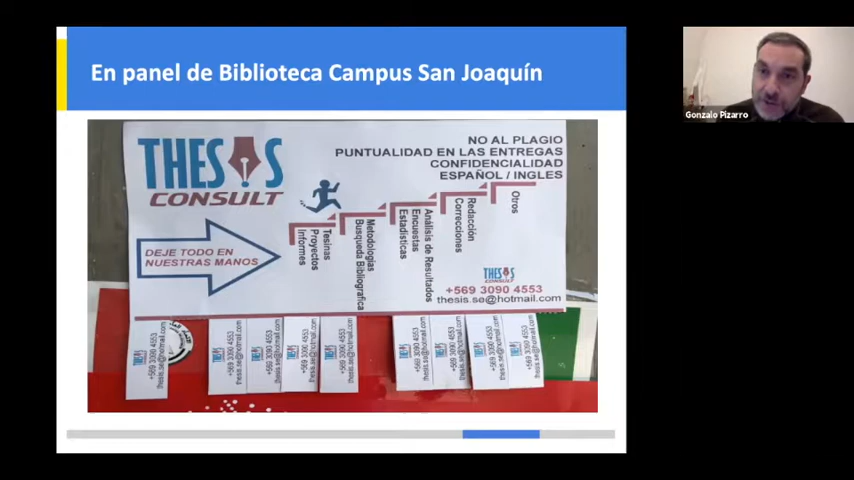 En panel de Biblioteca Campus San Joaquín
Gonzalo Pizarro
THESIS
CONSULT
NO AL PLAGIO
PUNTUALIDAD EN LAS ENTREGAS
CONFIDENCIALIDAD
ESPAÑOL / INGLES
DEJE TODO EN
NUESTRAS MANOS
Tesinas
Proyectos
Informes
Metodologías
Busqueda Bibliografica
Análisis de Resultados
Encuestas
Estadísticas
Redacción
Correcciones
Otros
THESIS
CONSULT
+569 3090 4553
thesis.se@hotmail.com